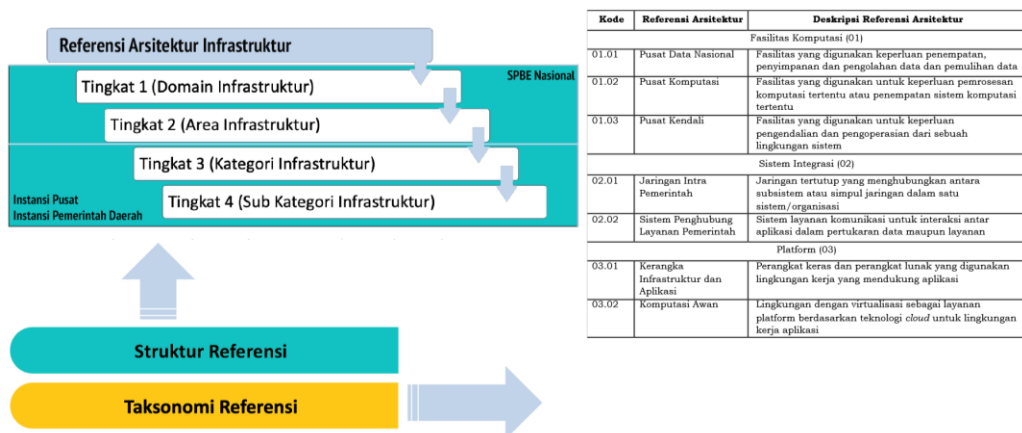 Referensi Arsitektur Infrastruktur
SPBE Nasional
Tingkat 1 (Domain Infrastruktur)
Tingkat 2 (Area Infrastruktur)
Tingkat 3 (Kategori Infrastruktur)
Tingkat 4 (Sub Kategori Infrastruktur)
Instansi Pusat
Instansi Pemerintah Daerah
Struktur Referensi
Taksonomi Referensi
Kode Referensi Arsitektur Deskripsi Referensi Arsitektur
Fasilitas Komputasi (01)
01.01 Pusat Data Nasional Fasilitas yang digunakan keperluan penempatan,
penyimpanan dan pengolahan data dan pemulihan data
01.02 Pusat Komputasi Fasilitas yang digunakan untuk keperluan pemrosesan
komputasi tertentu atau penempatan sistem komputasi
tertentu
01.03 Pusat Kendali Fasilitas yang digunakan untuk keperluan
pengendalian dan pengoperasian dari sebuah
lingkungan sistem
Sistem Integrasi (02)
02.01 Jaringan Intra Jaringan tertutup yang menghubungkan antara
Pemerintah subsistem atau simpul jaringan dalam satu
sistem/organisasi
02.02 Sistem Penghubung Sistem layanan komunikasi untuk interaksi antar
Layanan Pemerintah aplikasi dalam pertukaran data maupun layanan
Platform (03)
03.01 Kerangka Perangkat keras dan perangkat lunak yang digunakan
Infrastruktur dan lingkungan kerja yang mendukung aplikasi
Aplikasi
03.02 Komputasi Awan Lingkungan dengan virtualisasi sebagai layanan
platform berdasarkan teknologi cloud untuk lingkungan
kerja aplikasi